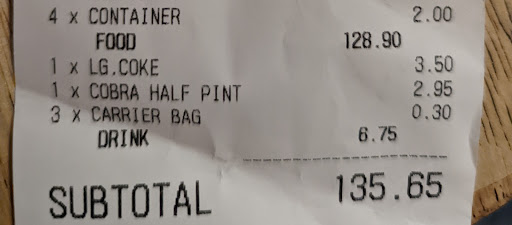 4 x CONTAINER 2.00
FOOD 128.90
1 x LG.COKE 3.50
1 x COBRA HALF PINT 2.95
3 x CARRIER BAG 0.30
DRINK 6.75
SUBTOTAL 135.65